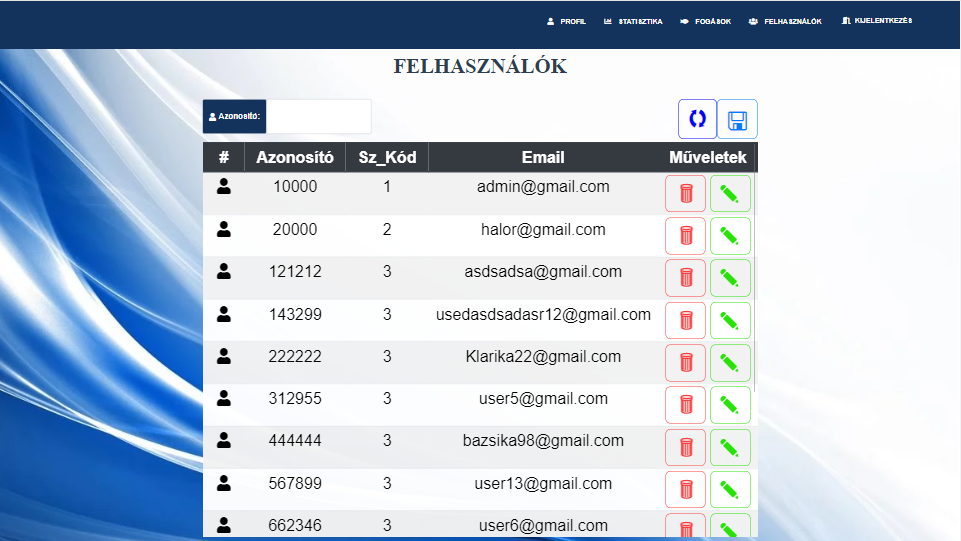 PROFIL STATISZTIKA FOGÁSOK FELHASZNÁLÓK KIJELENTKEZÉS
FELHASZNÁLÓK
Azonosító:
# Azonosító Sz_Kód Email Műveletek
10000 1 admin@gmail.com
20000 2 halor@gmail.com
121212 3 asdsadsa@gmail.com
143299 3 usedasdsadasr12@gmail.com
222222 3 Klarika22@gmail.com
312955 3 user5@gmail.com
444444 3 bazsika98@gmail.com
567899 3 user13@gmail.com
662346 3 user6@gmail.com